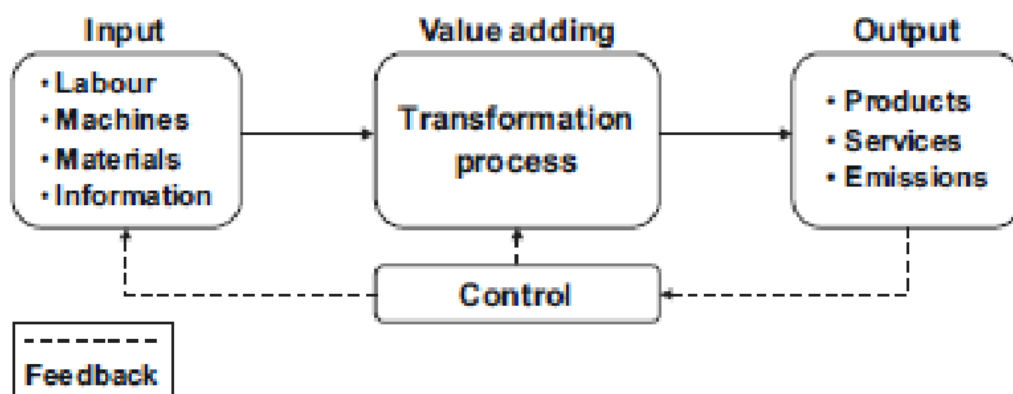 Input
Value adding
Output
• Labour
• Machines
• Materials
• Information
Transformation
process
• Products
• Services
• Emissions
Control
Feedback